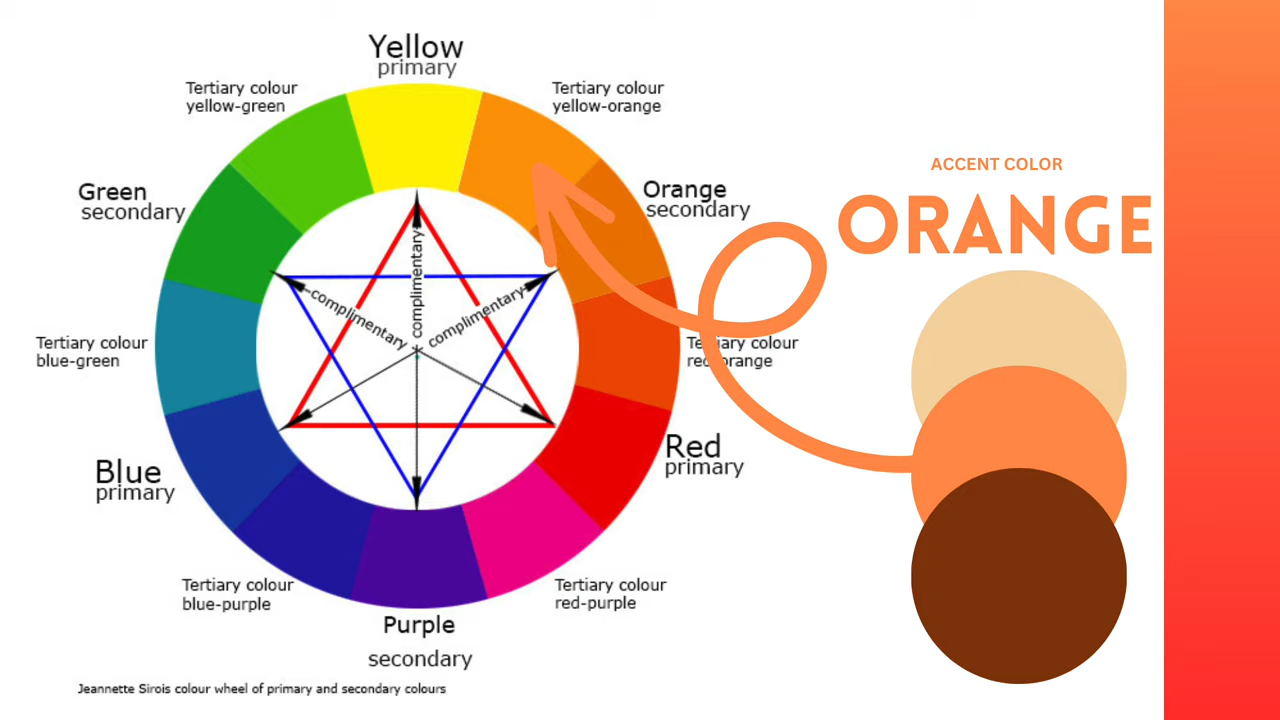 Yellow
primary
Tertiary colour
yellow-green
Tertiary colour
yellow-orange
Green
secondary
Orange
secondary
complimentary
complimentary
complimentary
Tertiary colour
blue-green
Tertiary colour
red-orange
Blue
primary
Red
primary
Tertiary colour
blue-purple
Tertiary colour
red-purple
Purple
secondary
Jeannette Sirois colour wheel of primary and secondary colours
ACCENT COLOR
ORANGE